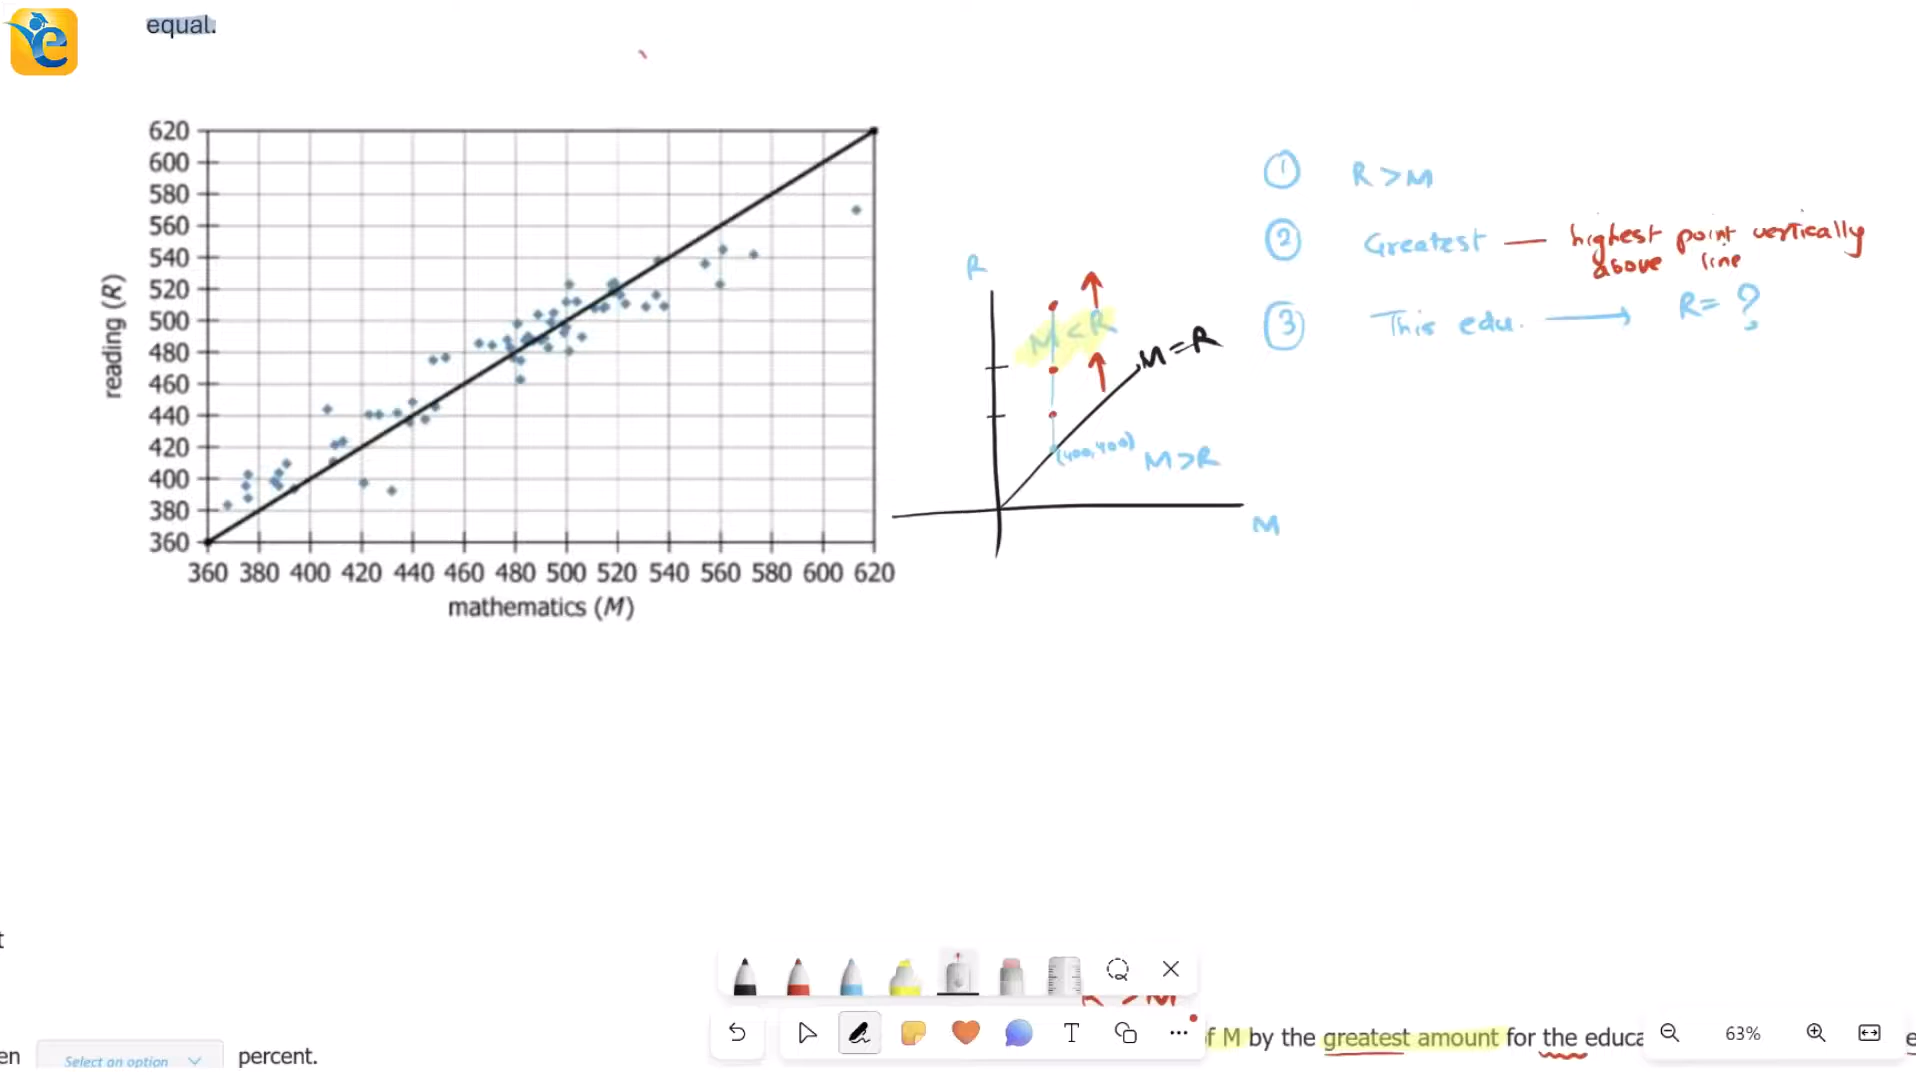 equal.
620
600
580
560
540
520
500
480
460
440
420
400
380
360
reading (R)
360 380 400 420 440 460 480 500 520 540 560 580 600 620
mathematics (M)
R
M < R
M = R
(400,400)
M > R
M
1 R > M
2 Greatest — highest point vertically
above line
3 This edu. → R = ?
t
R > M
en Select an option percent.
T
f M by the greatest amount for the educa
63%
e